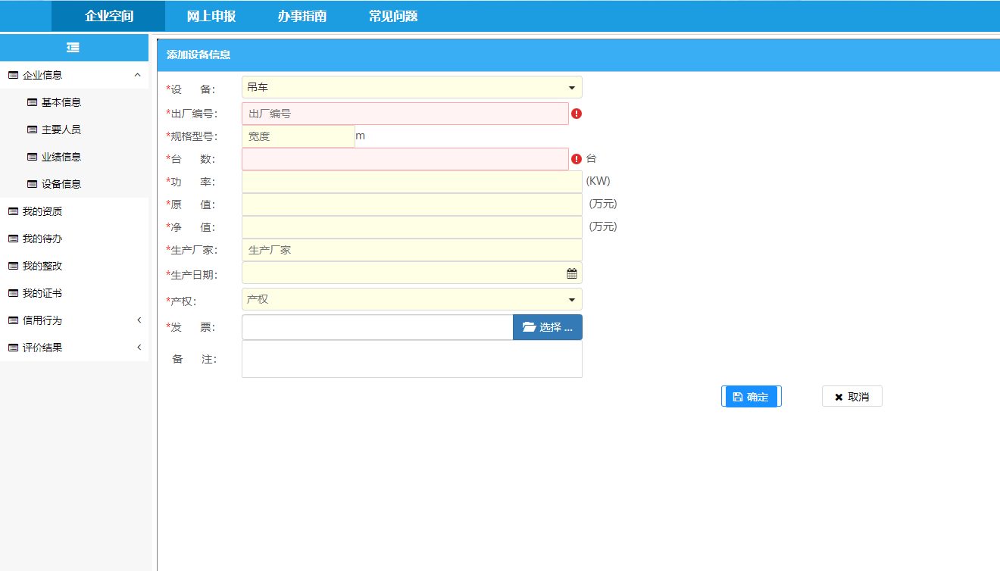 企业空间 网上申报 办事指南 常见问题
添加设备信息
企业信息
基本信息
主要人员
业绩信息
设备信息
我的资质
我的待办
我的整改
我的证书
信用行为
评价结果
*设 备: 吊车
*出厂编号: 出厂编号
*规格型号: 宽度 m
*台 数: 台
*功 率: (KW)
*原 值: (万元)
*净 值: (万元)
*生产厂家: 生产厂家
*生产日期:
*产权: 产权
*发 票: 选择 ...
备 注:
确定 取消